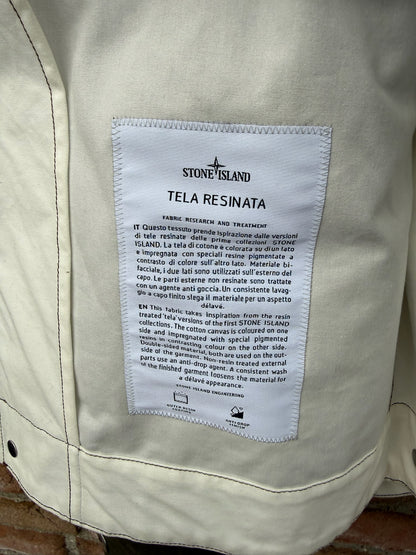 STONE ISLAND
TELA RESINATA
FABRIC RESEARCH AND TREATMENT
IT Questo tessuto prende ispirazione dalle versioni
di tele resinate delle prime collezioni STONE
ISLAND. La tela di cotone è colorata su di un lato
e impregnata con speciali resine pigmentate a
contrasto di colore sull'altro lato. Materiale bi-
facciale, i due lati sono utilizzati sull'esterno del
capo. Le parti esterne non resinate sono trattate
con un agente anti goccia. Un consistente lavag-
gio a capo finito slega il materiale per un aspetto
délavé.
EN This fabric takes inspiration from the resin
treated 'tela' versions of the first STONE ISLAND
collections. The cotton canvas is coloured on one
side and impregnated with special pigmented
resins in contrasting colour on the other side.
Double-sided material, both are used on the out-
side of the garment. Non-resin treated external
parts use an anti-drop agent. A consistent wash
of the finished garment loosens the material for
a délavé appearance.
STONE ISLAND ENGINEERING
OUTER RESIN
COATING
ANTI-DROP